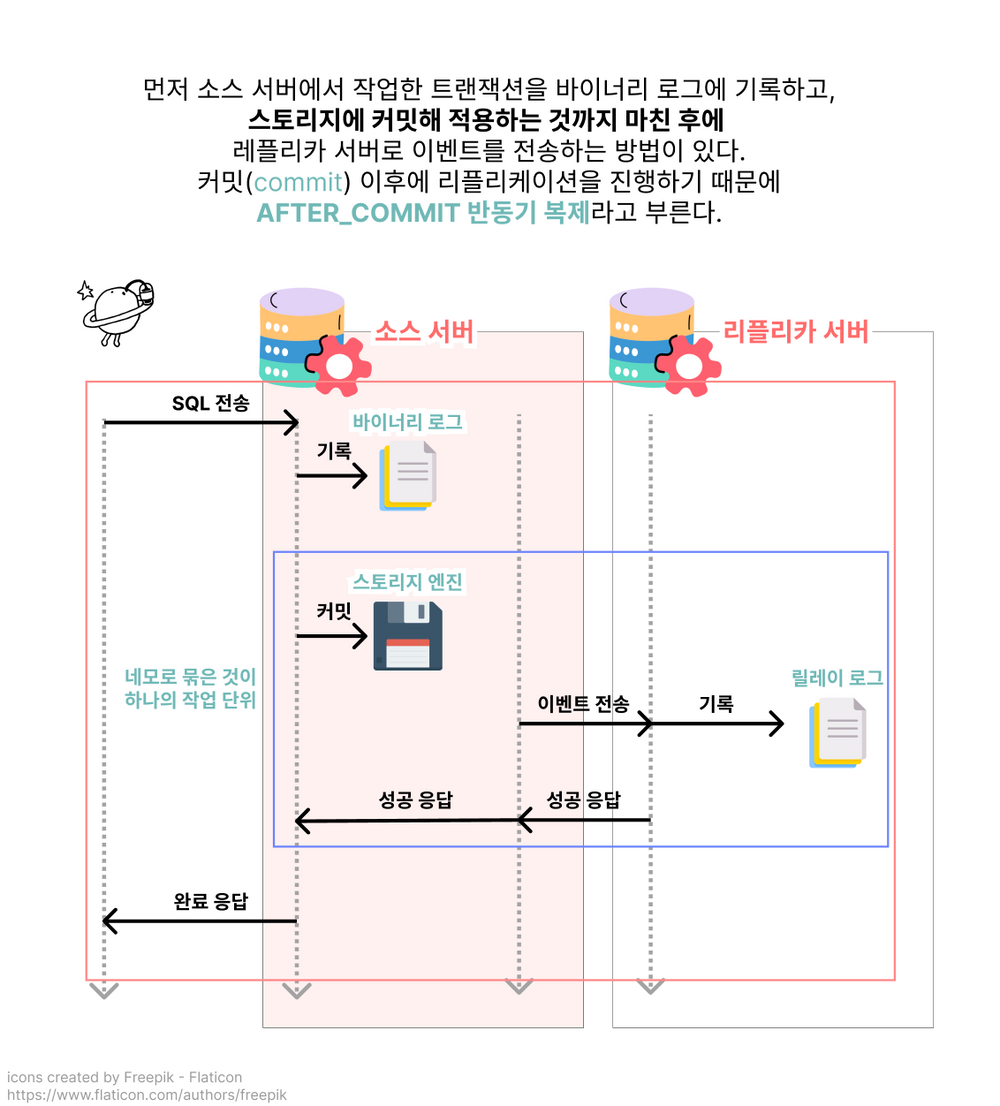 먼저 소스 서버에서 작업한 트랜잭션을 바이너리 로그에 기록하고,
스토리지에 커밋해 적용하는 것까지 마친 후에
레플리카 서버로 이벤트를 전송하는 방법이 있다.
커밋(commit) 이후에 리플리케이션을 진행하기 때문에
AFTER_COMMIT 반동기 복제라고 부른다.
소스 서버
리플리카 서버
SQL 전송
바이너리 로그
기록
스토리지 엔진
커밋
네모로 묶은 것이
하나의 작업 단위
릴레이 로그
이벤트 전송
기록
성공 응답
성공 응답
완료 응답
icons created by Freepik - Flaticon
https://www.flaticon.com/authors/freepik